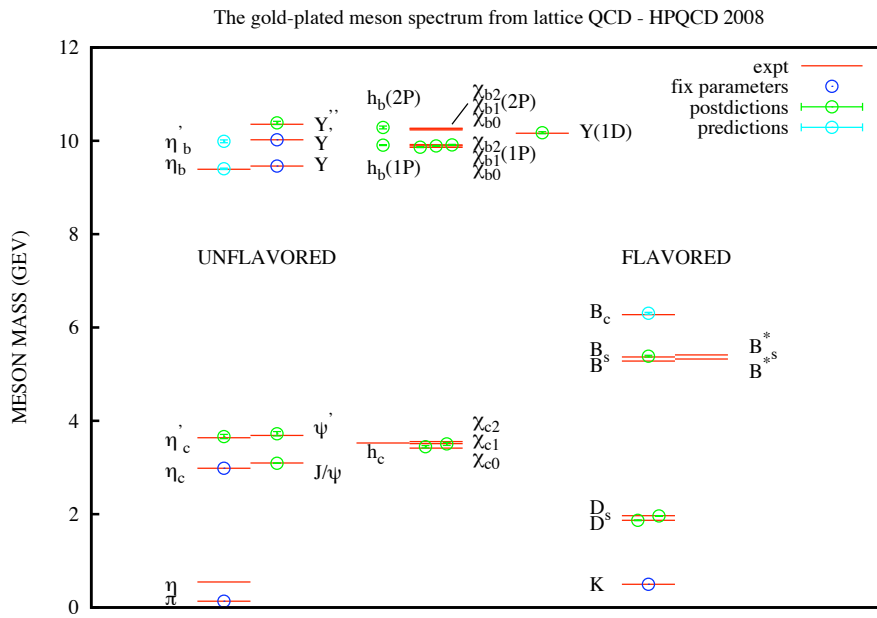 The gold-plated meson spectrum from lattice QCD - HPQCD 2008
MESON MASS (GEV)
12
10
8
6
4
2
0
expt
fix parameters
postdictions
predictions
η'b
ηb
Υ''
Υ'
Υ
hb(2P)
hb(1P)
χb2
χb1(2P)
χb0
χb2
χb1(1P)
χb0
Υ(1D)
UNFLAVORED
FLAVORED
Bc
Bs
B
B*s
B*
η'c
ηc
ψ'
J/ψ
hc
χc2
χc1
χc0
Ds
D
η
π
K